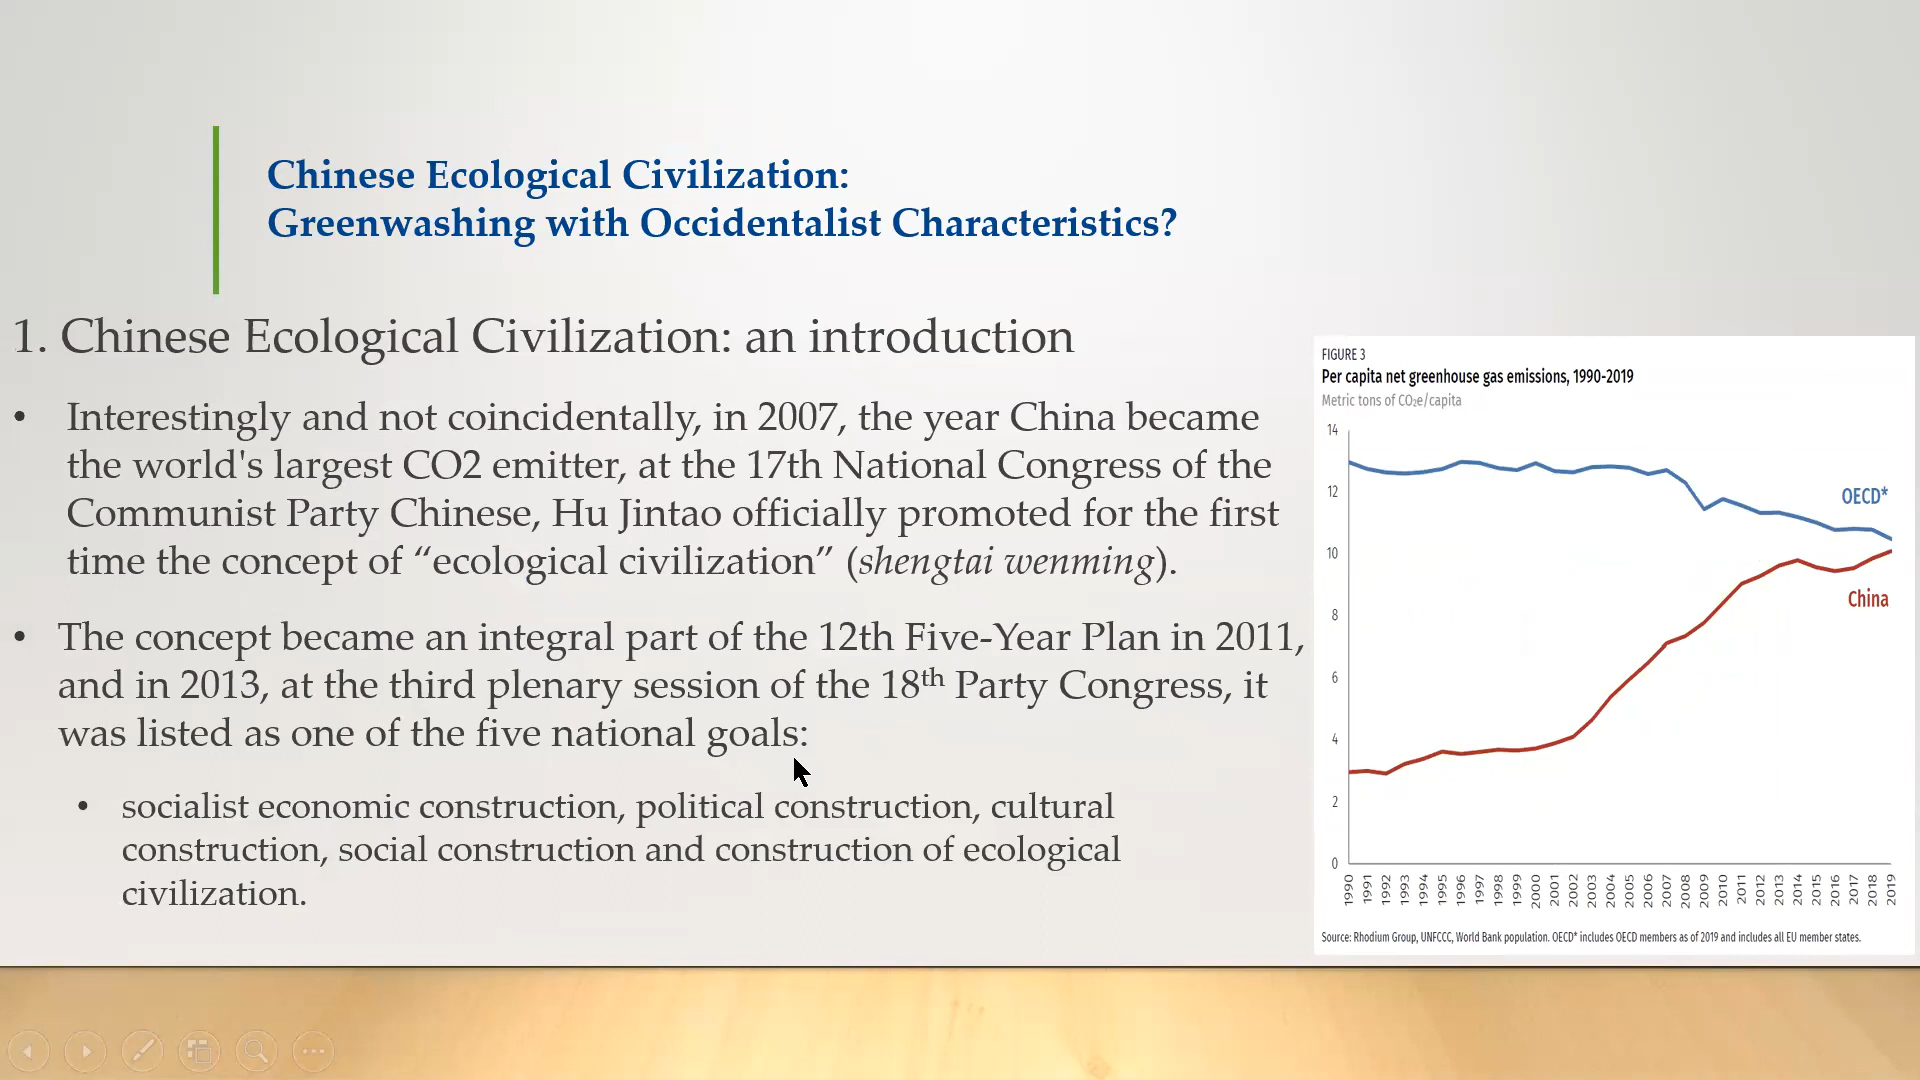 Chinese Ecological Civilization:
Greenwashing with Occidentalist Characteristics?
1. Chinese Ecological Civilization: an introduction
• Interestingly and not coincidentally, in 2007, the year China became
the world's largest CO2 emitter, at the 17th National Congress of the
Communist Party Chinese, Hu Jintao officially promoted for the first
time the concept of “ecological civilization” (shengtai wenming).
• The concept became an integral part of the 12th Five-Year Plan in 2011,
and in 2013, at the third plenary session of the 18th Party Congress, it
was listed as one of the five national goals:
• socialist economic construction, political construction, cultural
construction, social construction and construction of ecological
civilization.
FIGURE 3
Per capita net greenhouse gas emissions, 1990-2019
Metric tons of CO₂e/capita
14
12
10
8
6
4
2
0
OECD*
China
1990 1991 1992 1993 1994 1995 1996 1997 1998 1999 2000 2001 2002 2003 2004 2005 2006 2007 2008 2009 2010 2011 2012 2013 2014 2015 2016 2017 2018 2019
Source: Rhodium Group, UNFCCC, World Bank population. OECD* includes OECD members as of 2019 and includes all EU member states.